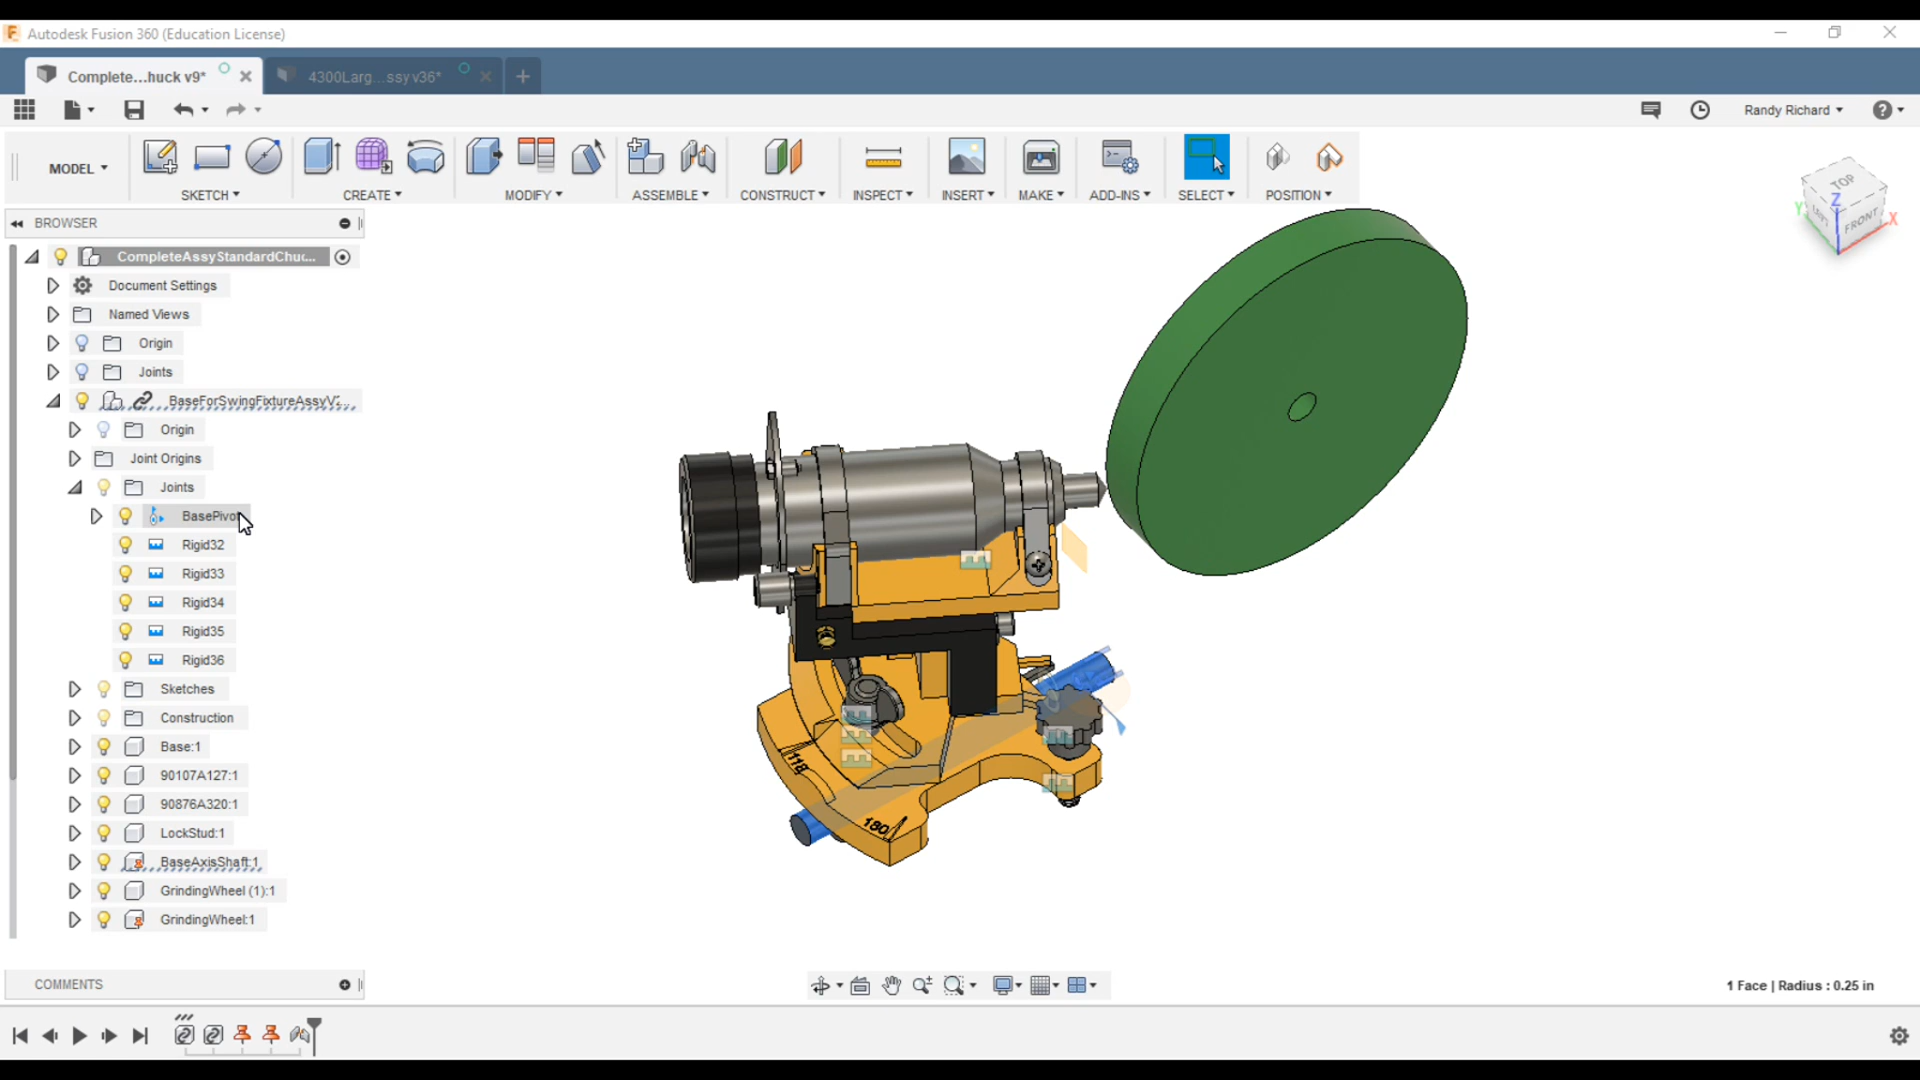 Autodesk Fusion 360 (Education License)
Complete...huck v9*
4300Larg...ssy v36*
Randy Richard
MODEL
SKETCH
CREATE
MODIFY
ASSEMBLE
CONSTRUCT
INSPECT
INSERT
MAKE
ADD-INS
SELECT
POSITION
TOP
LEFT
FRONT
Z
Y
X
BROWSER
CompleteAssyStandardChuc...
Document Settings
Named Views
Origin
Joints
BaseForSwingFixtureAssyV2...
Origin
Joint Origins
Joints
BasePivot
Rigid32
Rigid33
Rigid34
Rigid35
Rigid36
Sketches
Construction
Base:1
90107A127:1
90876A320:1
LockStud:1
BaseAxisShaft:1
GrindingWheel (1):1
GrindingWheel:1
118
180
COMMENTS
1 Face | Radius : 0.25 in